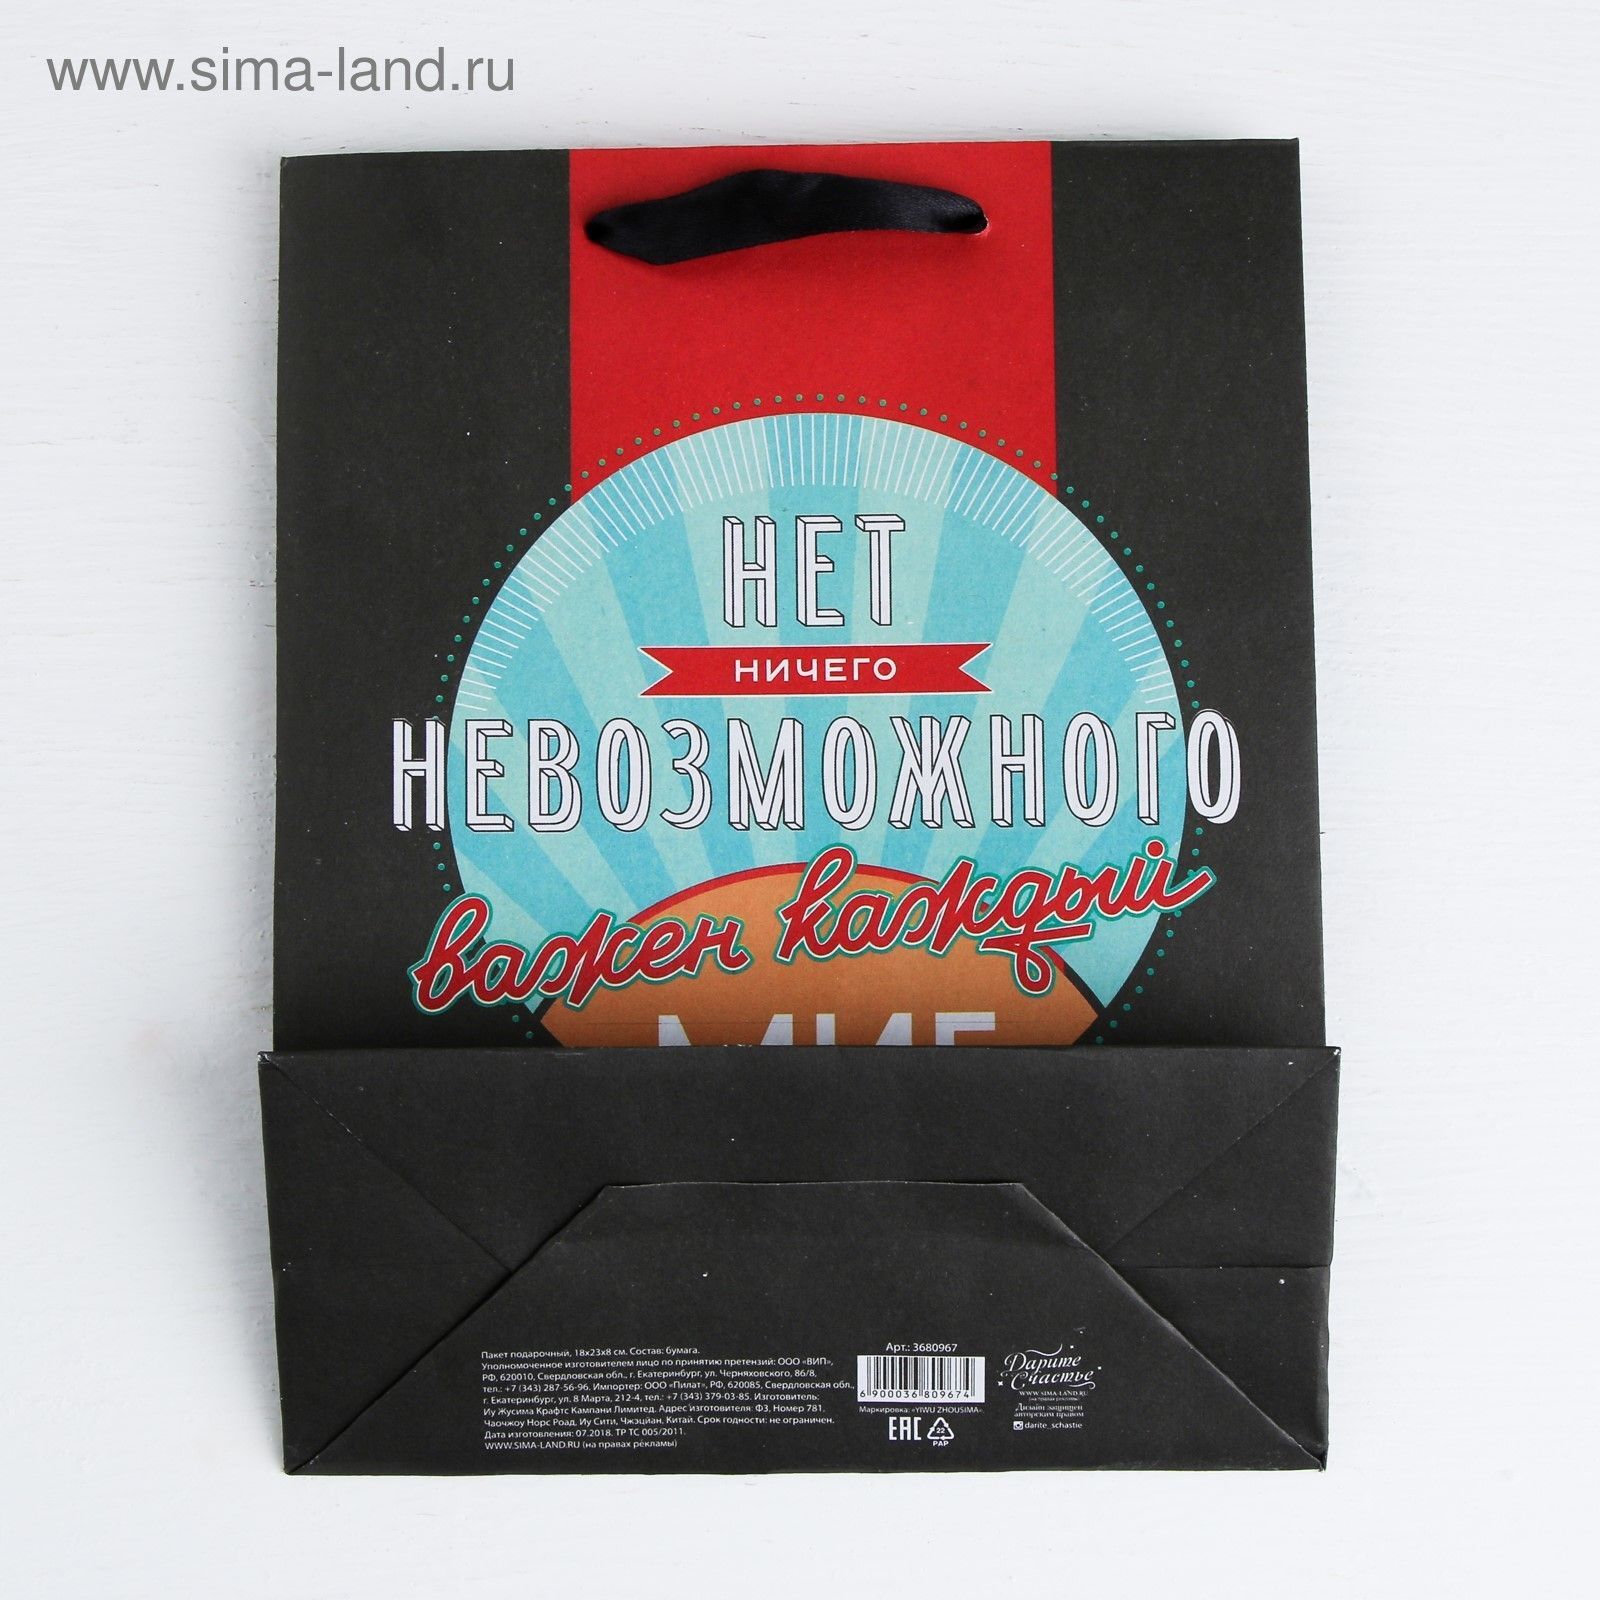 www.sima-land.ru
НЕТ
НИЧЕГО
НЕВОЗМОЖНОГО
важен каждый
МИГ
Пакет подарочный, 18х23х8 см. Состав: бумага.
Уполномоченное изготовителем лицо по принятию претензий: ООО «ВИП»,
РФ, 620010, Свердловская обл., г. Екатеринбург, ул. Черняховского, 86/8,
тел.: +7 (343) 287-56-96. Импортер: ООО «Пилат», РФ, 620085, Свердловская обл.,
г. Екатеринбург, ул. 8 Марта, 212-4, тел.: +7 (343) 379-03-85. Изготовитель:
Иу Жусима Крафтс Кампани Лимитед. Адрес изготовителя: Ф3, Номер 781,
Чаочжоу Норс Роад, Иу Сити, Чжэцзян, Китай. Срок годности: не ограничен.
Дата изготовления: 07.2018. ТР ТС 005/2011.
WWW.SIMA-LAND.RU (на правах рекламы)
Арт.: 3680967
6 900036 809674
Маркировка: «YIWU ZHOUSIMA».
EAC
22
PAP
Дарите
Счастье
WWW.SIMA-LAND.RU
(на правах рекламы)
Дизайн защищен
авторским правом
darite_schastie